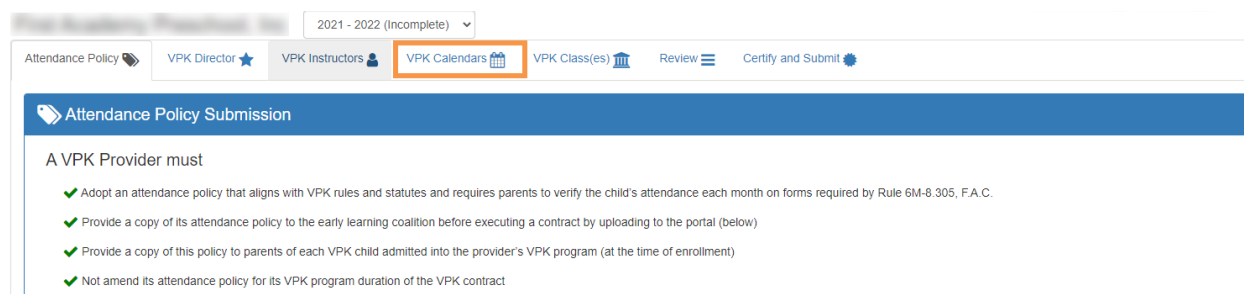 2021 - 2022 (Incomplete)
Attendance Policy VPK Director VPK Instructors VPK Calendars VPK Class(es) Review Certify and Submit
Attendance Policy Submission
A VPK Provider must
Adopt an attendance policy that aligns with VPK rules and statutes and requires parents to verify the child's attendance each month on forms required by Rule 6M-8.305, F.A.C.
Provide a copy of its attendance policy to the early learning coalition before executing a contract by uploading to the portal (below)
Provide a copy of this policy to parents of each VPK child admitted into the provider's VPK program (at the time of enrollment)
Not amend its attendance policy for its VPK program duration of the VPK contract